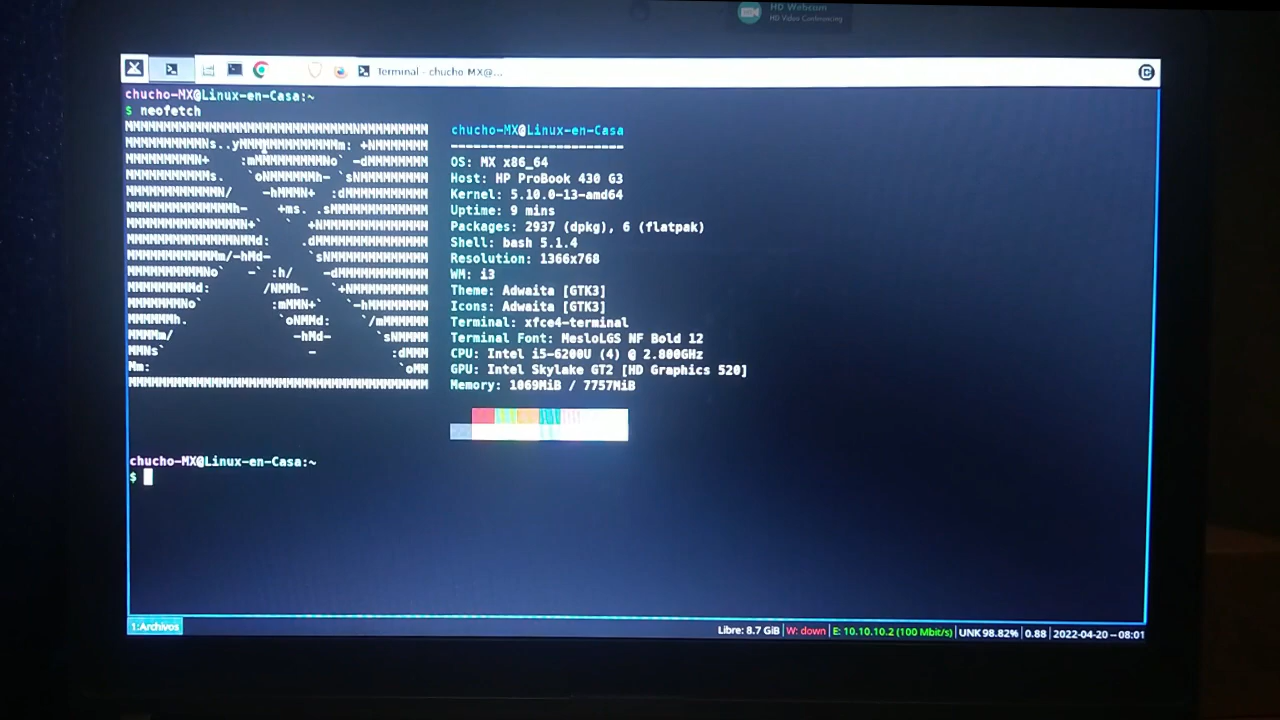 HD Webcam
HD Video Conferencing
Terminal - chucho MX@...
chucho-MX@Linux-en-Casa:~
$ neofetch
chucho-MX@Linux-en-Casa
-----------------------
OS: MX x86_64
Host: HP ProBook 430 G3
Kernel: 5.10.0-13-amd64
Uptime: 9 mins
Packages: 2937 (dpkg), 6 (flatpak)
Shell: bash 5.1.4
Resolution: 1366x768
WM: i3
Theme: Adwaita [GTK3]
Icons: Adwaita [GTK3]
Terminal: xfce4-terminal
Terminal Font: MesloLGS NF Bold 12
CPU: Intel i5-6200U (4) @ 2.800GHz
GPU: Intel Skylake GT2 [HD Graphics 520]
Memory: 1069MiB / 7757MiB
chucho-MX@Linux-en-Casa:~
$
1:Archivos
Libre: 8.7 GiB | W: down | E: 10.10.10.2 (100 Mbit/s) | UNK 98.82% | 0.88 | 2022-04-20 -- 08:01